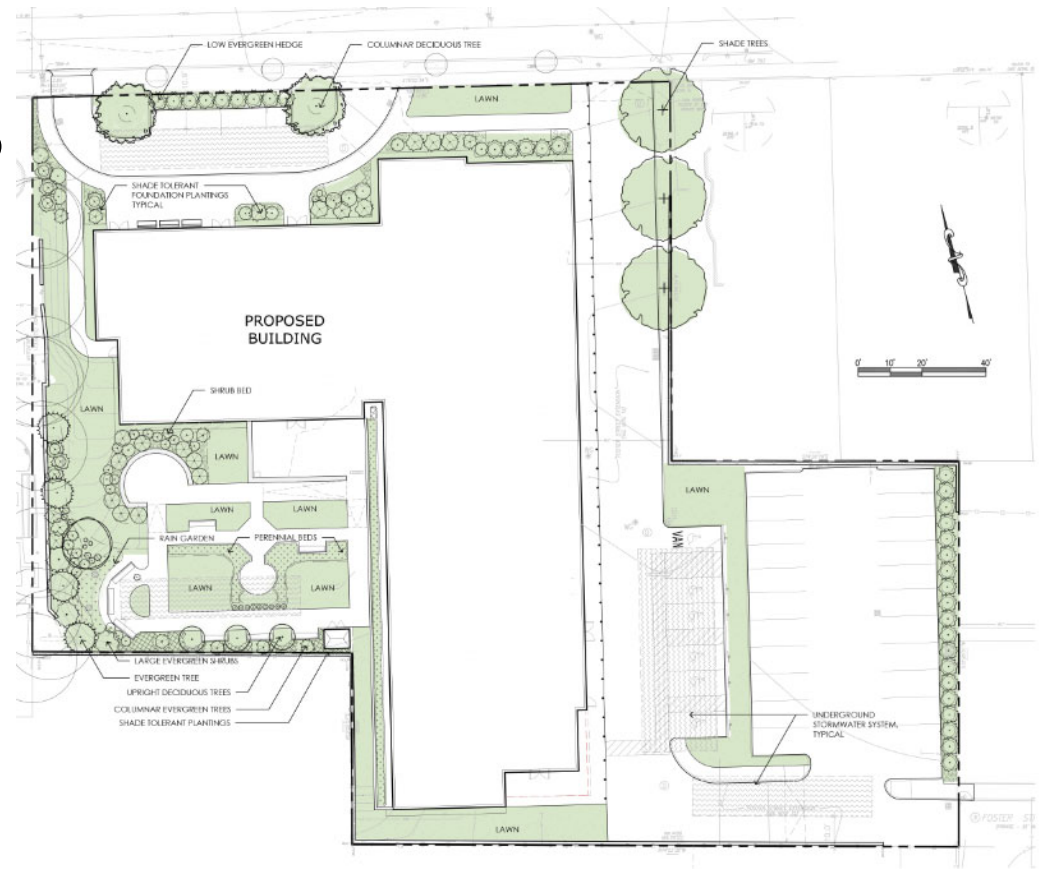 LOW EVERGREEN HEDGE
COLUMNAR DECIDUOUS TREE
SHADE TREES
LAWN
SHADE TOLERANT
FOUNDATION PLANTINGS
TYPICAL
PROPOSED
BUILDING
0' 10' 20' 40'
SHRUB BED
LAWN
LAWN
LAWN
LAWN
LAWN
RAIN GARDEN
PERENNIAL BEDS
VAN
LAWN
LAWN
LARGE EVERGREEN SHRUBS
EVERGREEN TREE
UPRIGHT DECIDUOUS TREES
COLUMNAR EVERGREEN TREES
SHADE TOLERANT PLANTINGS
UNDERGROUND
STORMWATER SYSTEM,
TYPICAL
LAWN